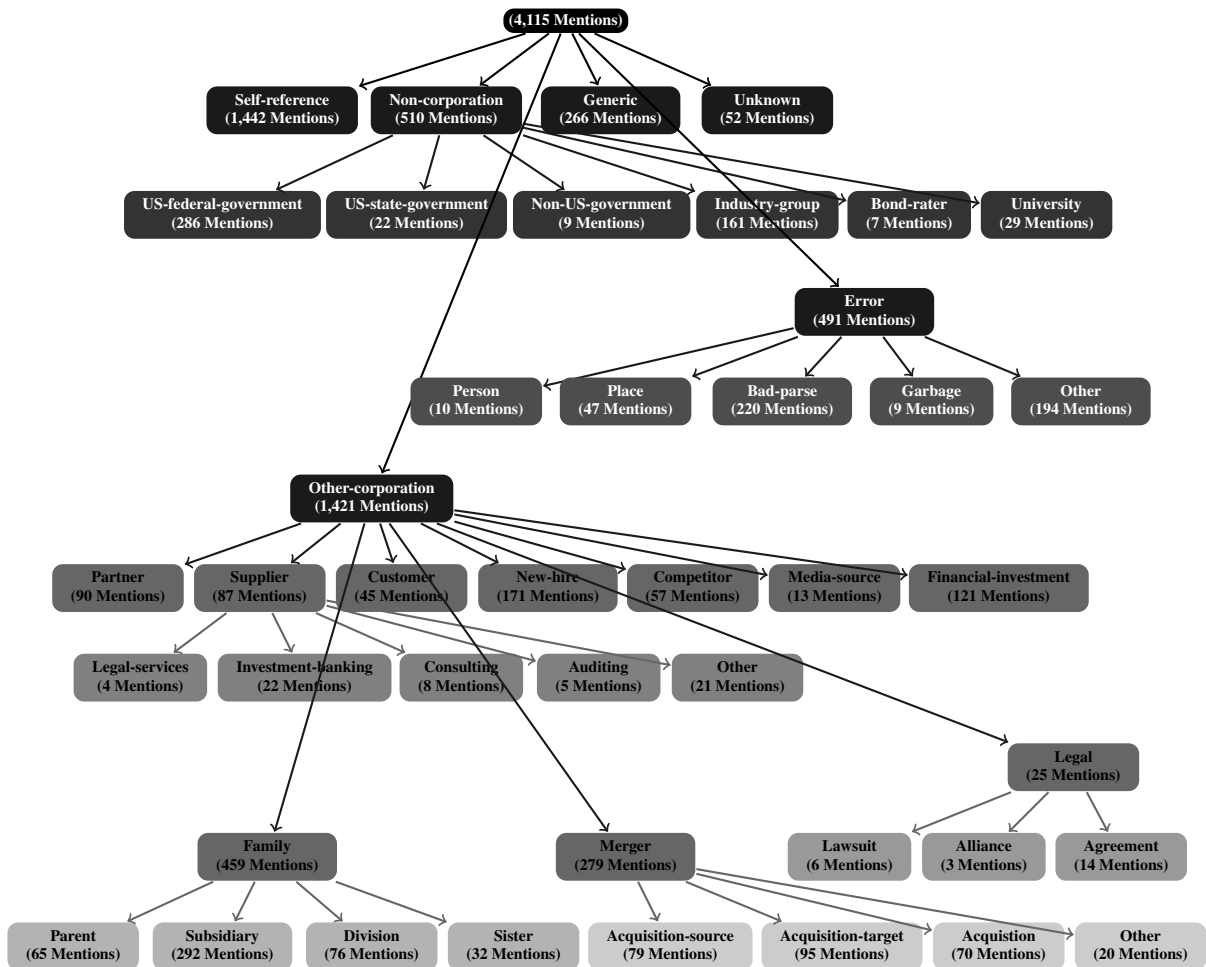 (4,115 Mentions)
Self-reference
(1,442 Mentions)
Non-corporation
(510 Mentions)
Generic
(266 Mentions)
Unknown
(52 Mentions)
US-federal-government
(286 Mentions)
US-state-government
(22 Mentions)
Non-US-government
(9 Mentions)
Industry-group
(161 Mentions)
Bond-rater
(7 Mentions)
University
(29 Mentions)
Error
(491 Mentions)
Person
(10 Mentions)
Place
(47 Mentions)
Bad-parse
(220 Mentions)
Garbage
(9 Mentions)
Other
(194 Mentions)
Other-corporation
(1,421 Mentions)
Partner
(90 Mentions)
Supplier
(87 Mentions)
Customer
(45 Mentions)
New-hire
(171 Mentions)
Competitor
(57 Mentions)
Media-source
(13 Mentions)
Financial-investment
(121 Mentions)
Legal-services
(4 Mentions)
Investment-banking
(22 Mentions)
Consulting
(8 Mentions)
Auditing
(5 Mentions)
Other
(21 Mentions)
Legal
(25 Mentions)
Family
(459 Mentions)
Merger
(279 Mentions)
Lawsuit
(6 Mentions)
Alliance
(3 Mentions)
Agreement
(14 Mentions)
Parent
(65 Mentions)
Subsidiary
(292 Mentions)
Division
(76 Mentions)
Sister
(32 Mentions)
Acquisition-source
(79 Mentions)
Acquisition-target
(95 Mentions)
Acquistion
(70 Mentions)
Other
(20 Mentions)